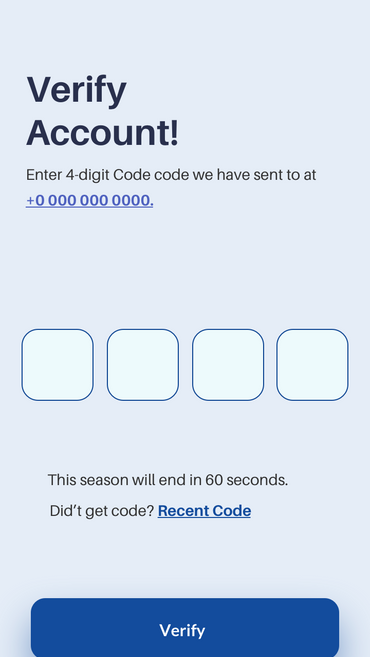 Verify
Account!
Enter 4-digit Code code we have sent to at
+0 000 000 0000.
This season will end in 60 seconds.
Did’t get code? Recent Code
Verify